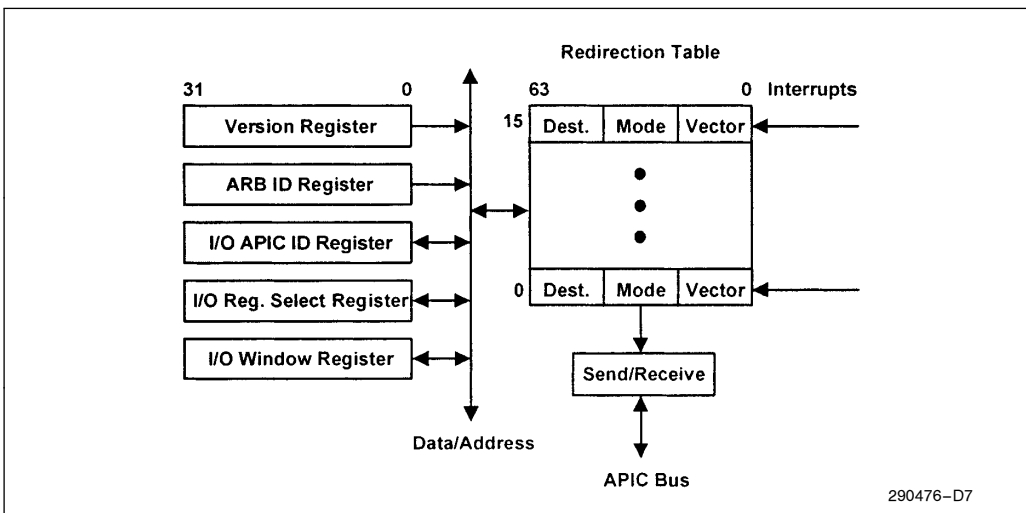 Redirection Table
31 0
63 0 Interrupts
Version Register
15 Dest. Mode Vector
ARB ID Register
I/O APIC ID Register
I/O Reg. Select Register
0 Dest. Mode Vector
I/O Window Register
Send/Receive
Data/Address
APIC Bus
290476–D7